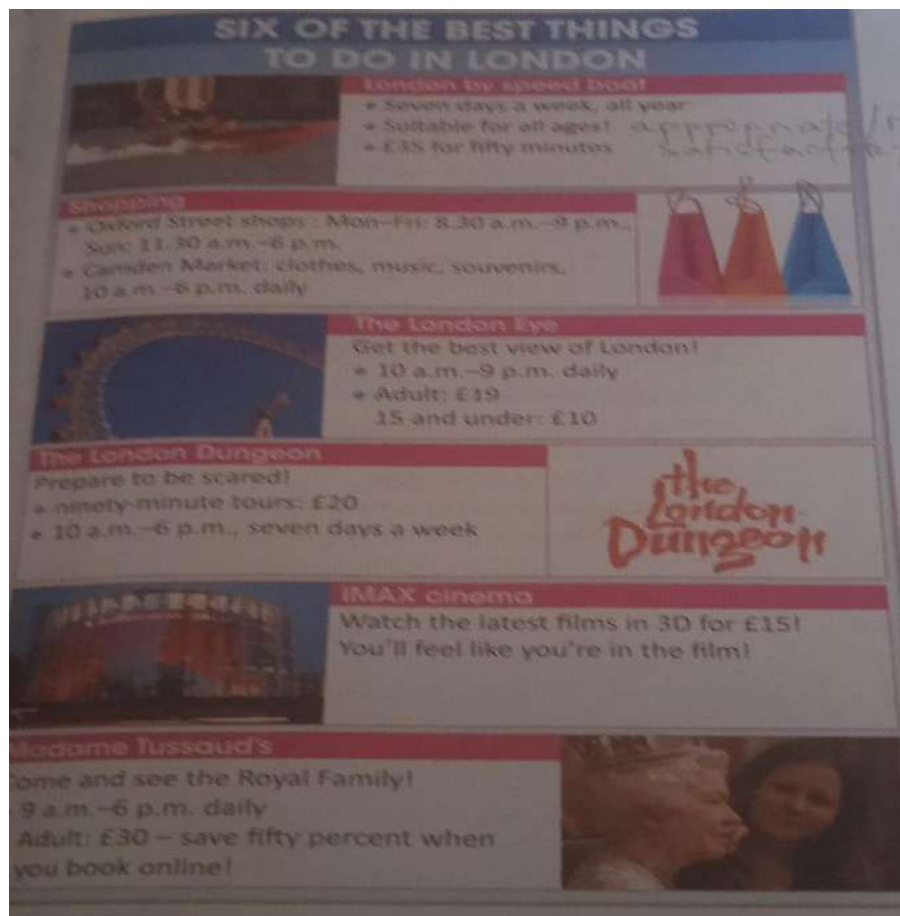 SIX OF THE BEST THINGS
TO DO IN LONDON
London by speed boat
• Seven days a week, all year
• Suitable for all ages!
• £35 for fifty minutes
Shopping
• Oxford Street shops : Mon–Fri: 8.30 a.m.–9 p.m.,
Sun: 11.30 a.m.–6 p.m.
• Camden Market: clothes, music, souvenirs,
10 a.m.–6 p.m. daily
The London Eye
Get the best view of London!
• 10 a.m.–9 p.m. daily
• Adult: £19
15 and under: £10
The London Dungeon
Prepare to be scared!
• ninety-minute tours: £20
• 10 a.m.–6 p.m., seven days a week
the
London
Dungeon
IMAX cinema
Watch the latest films in 3D for £15!
You'll feel like you're in the film!
Madame Tussaud's
ome and see the Royal Family!
9 a.m.–6 p.m. daily
Adult: £30 – save fifty percent when
you book online!